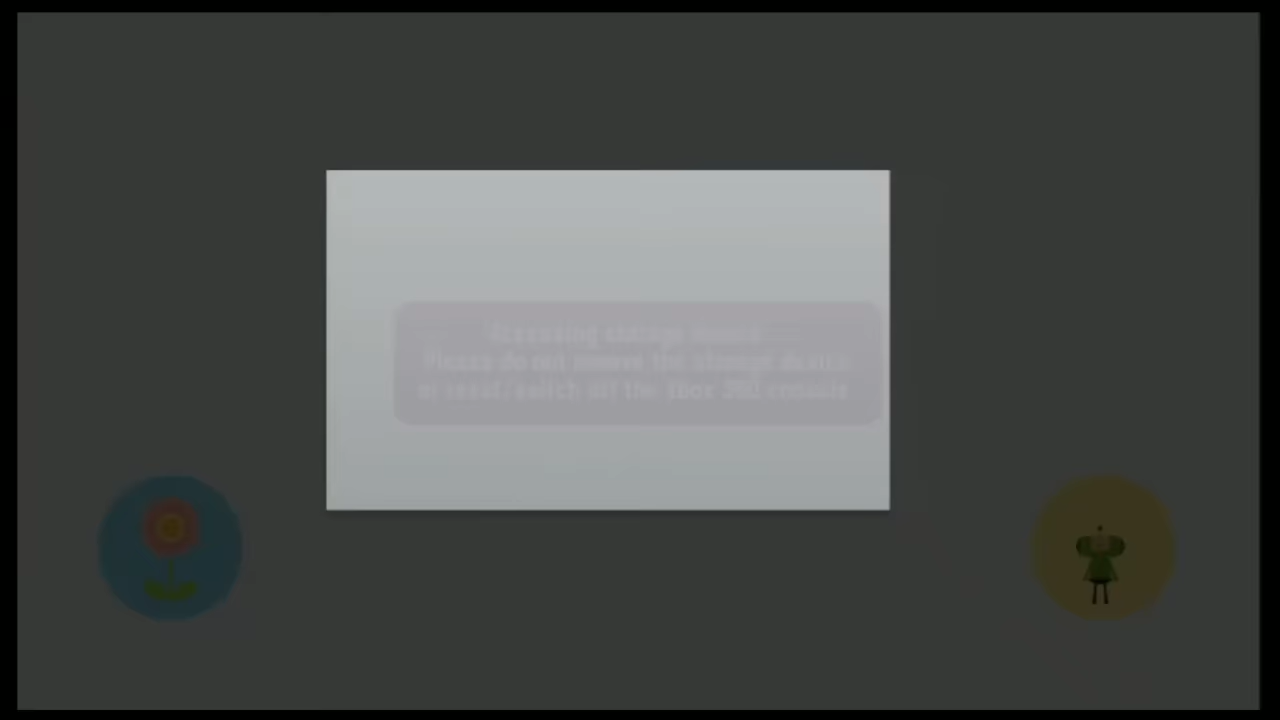 Accessing storage device
Please do not remove the storage device
or reset/switch off the Xbox 360 console